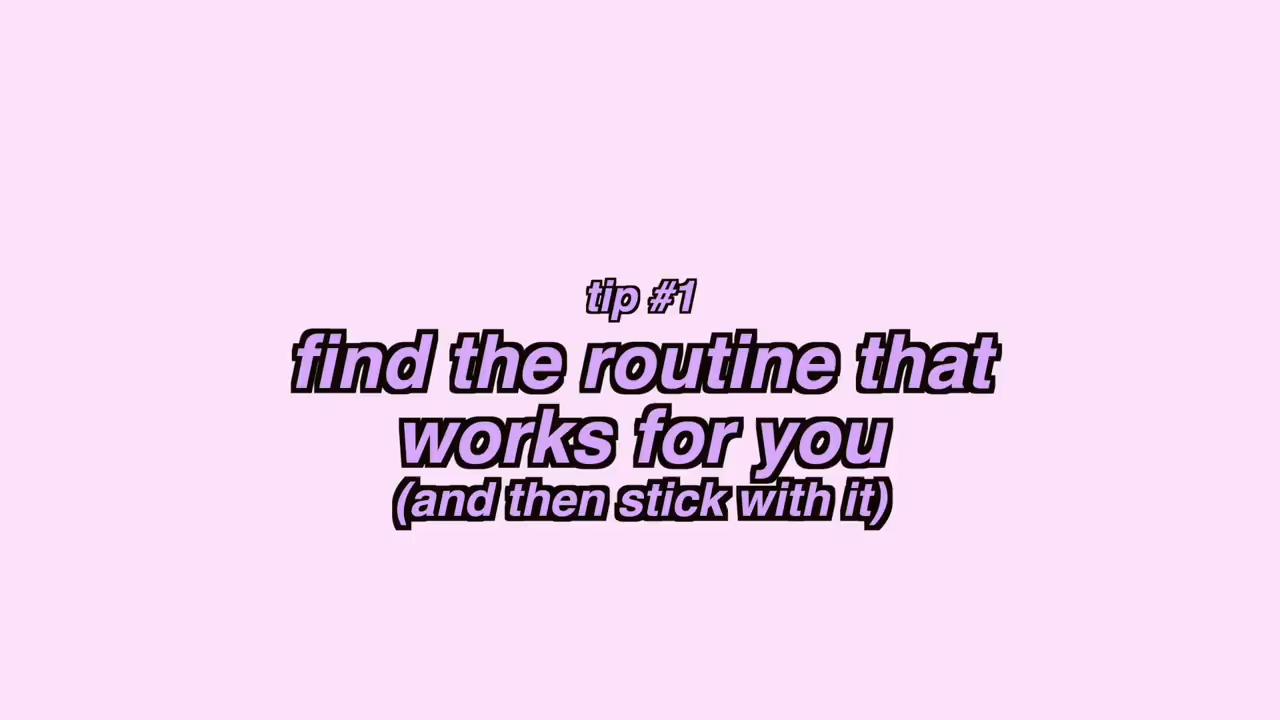 tip #1
find the routine that
works for you
(and then stick with it)